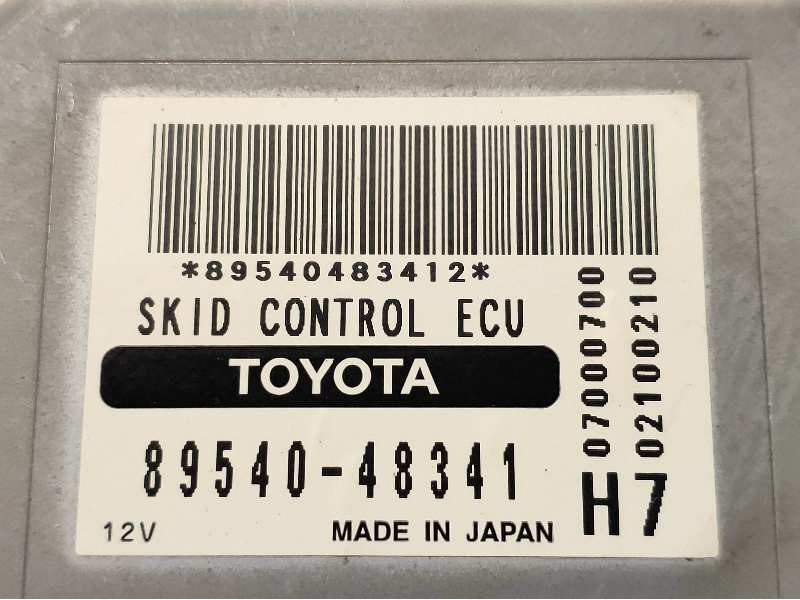 *89540483412*
SKID CONTROL ECU
TOYOTA
89540-48341
12V
MADE IN JAPAN
07000700
02100210
H7